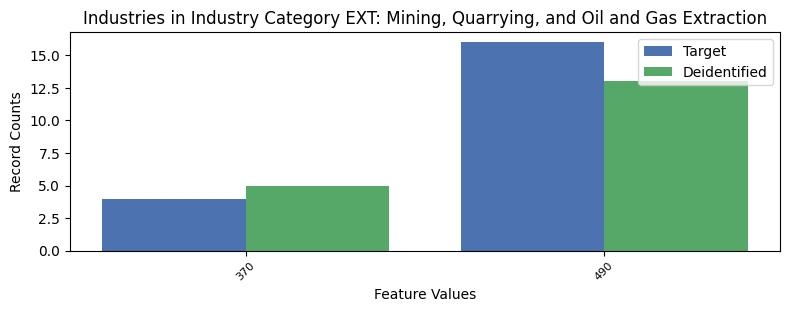 Industries in Industry Category EXT: Mining, Quarrying, and Oil and Gas Extraction
Target
Deidentified
Record Counts
15.0
12.5
10.0
7.5
5.0
2.5
0.0
370
490
Feature Values